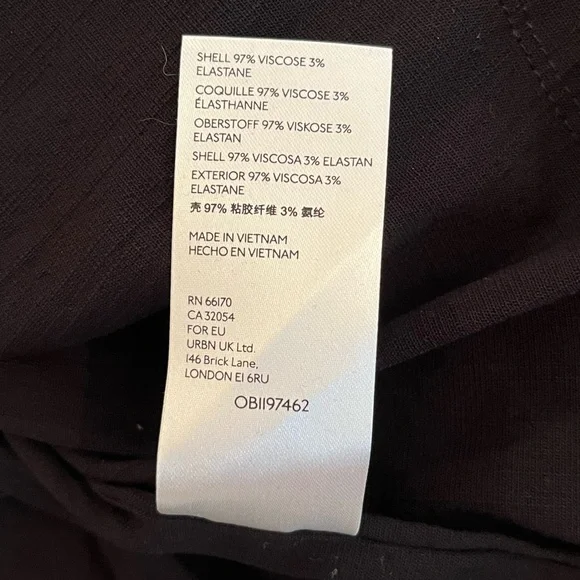 SHELL 97% VISCOSE 3%
ELASTANE
COQUILLE 97% VISCOSE 3%
ÉLASTHANNE
OBERSTOFF 97% VISKOSE 3%
ELASTAN
SHELL 97% VISCOSA 3% ELASTAN
EXTERIOR 97% VISCOSA 3%
ELASTANE
壳 97% 粘胶纤维 3% 氨纶
MADE IN VIETNAM
HECHO EN VIETNAM
RN 66170
CA 32054
FOR EU
URBN UK Ltd.
146 Brick Lane,
LONDON E1 6RU
OB1197462